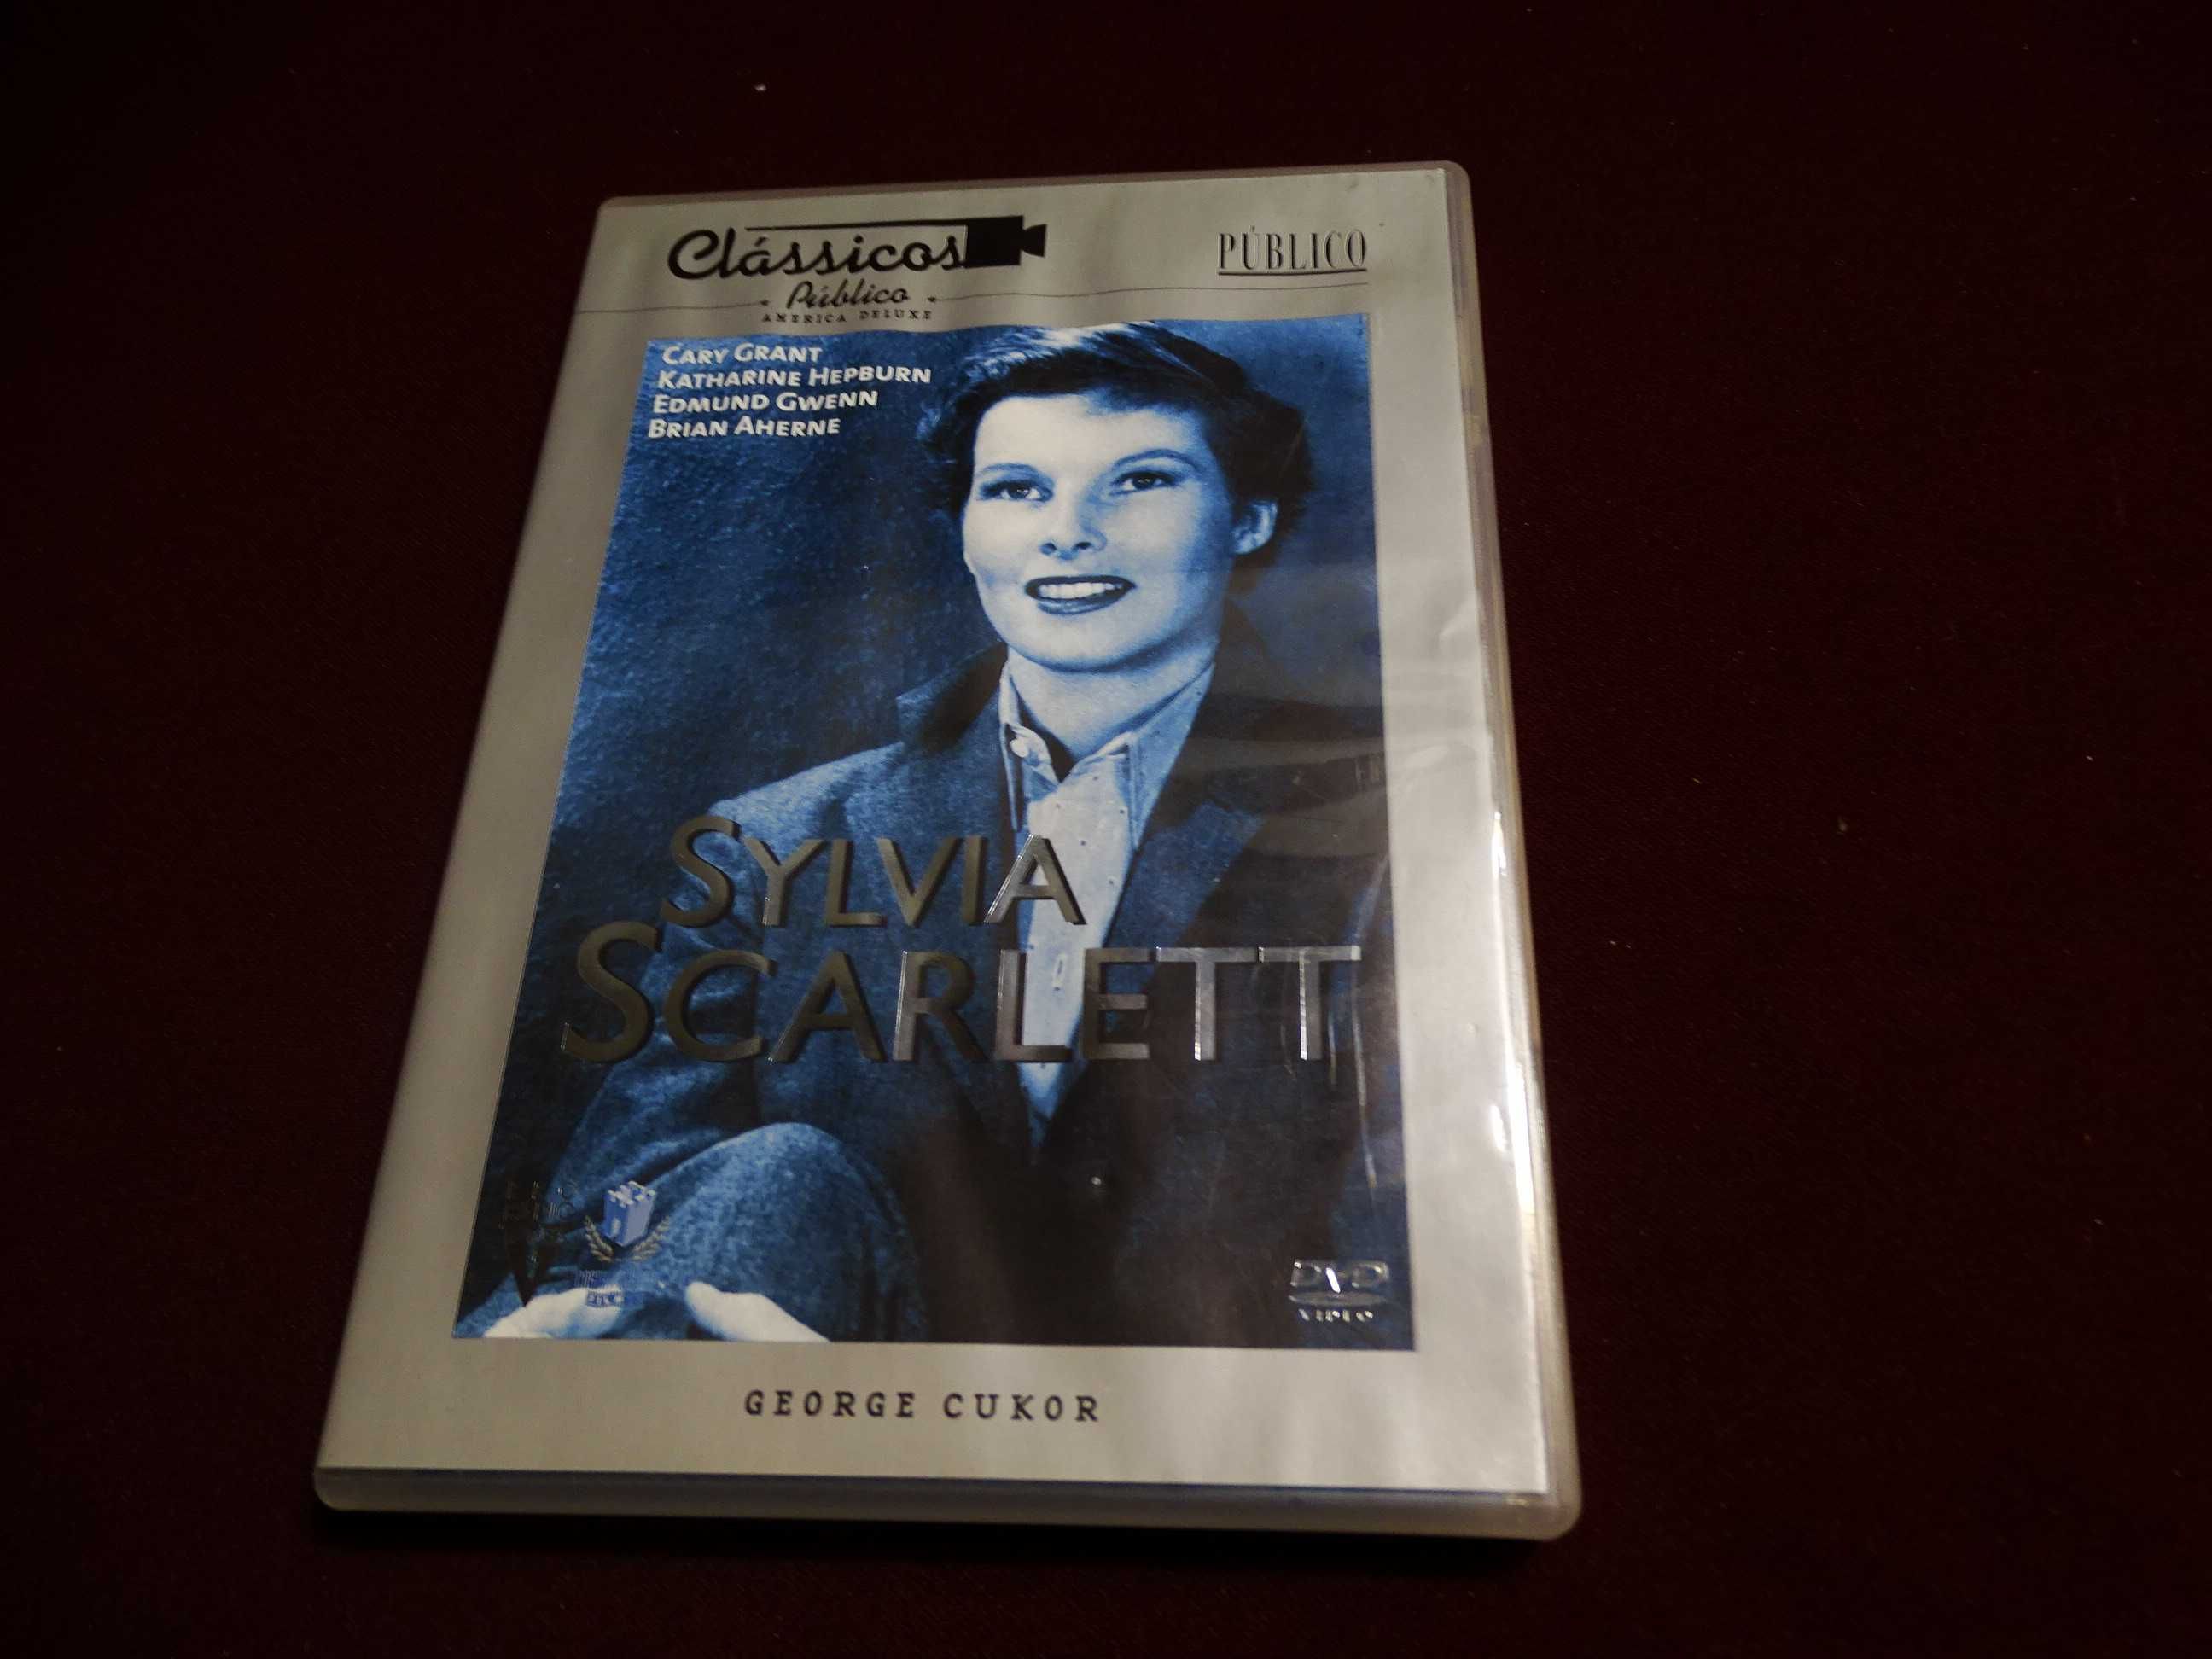 Clássicos
Público
AMERICA DELUXE
PÚBLICO
CARY GRANT
KATHARINE HEPBURN
EDMUND GWENN
BRIAN AHERNE
SYLVIA
SCARLETT
DVD
VIDEO
GEORGE CUKOR